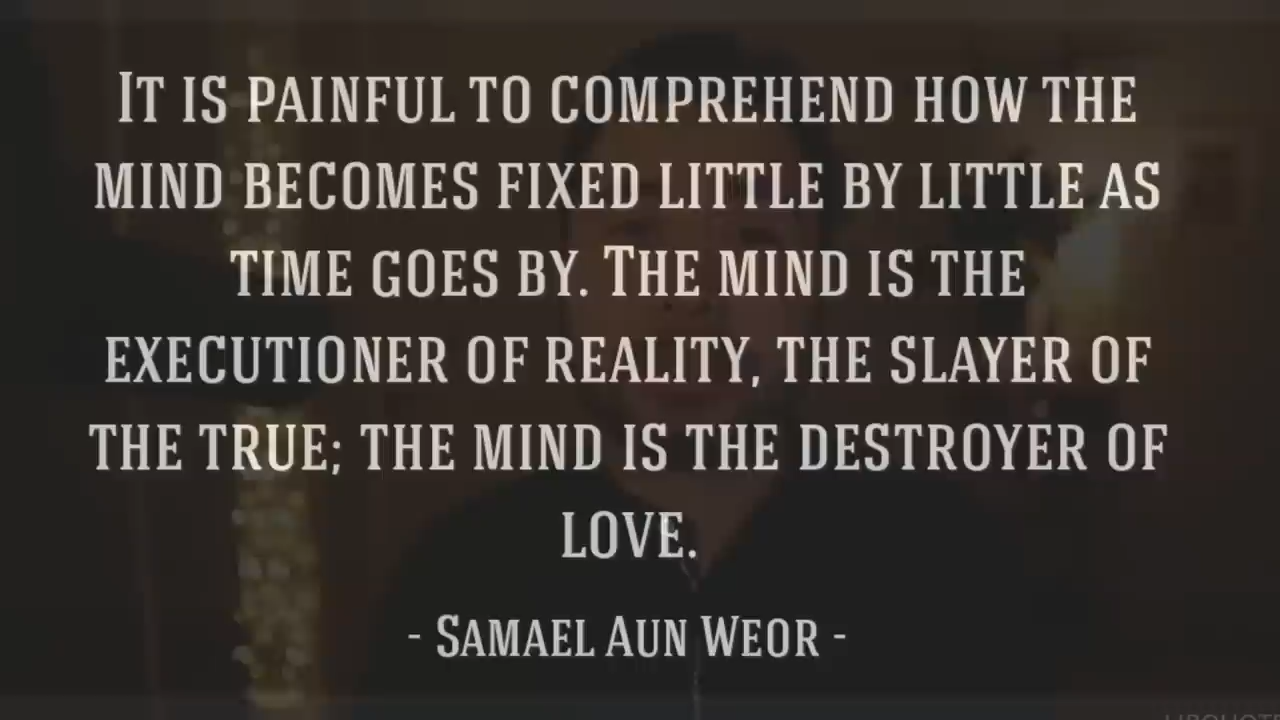 It is painful to comprehend how the
mind becomes fixed little by little as
time goes by. The mind is the
executioner of reality, the slayer of
the true; the mind is the destroyer of
love.
- Samael Aun Weor -